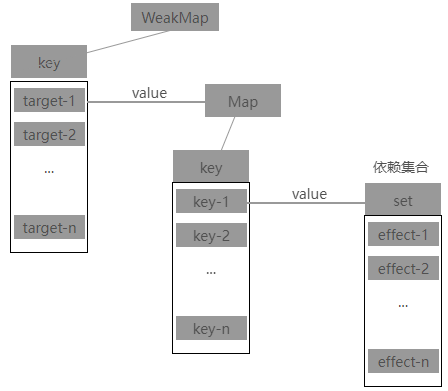 WeakMap
key
target-1
target-2
...
target-n
value
Map
key
key-1
key-2
...
key-n
value
依赖集合
set
effect-1
effect-2
...
effect-n